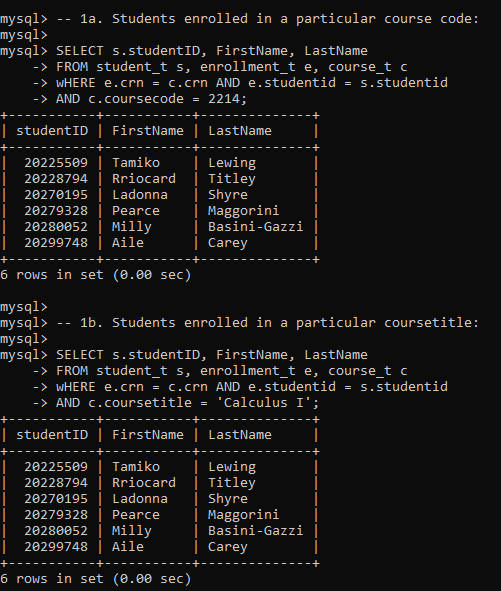 mysql> -- 1a. Students enrolled in a particular course code:
mysql>
mysql> SELECT s.studentID, FirstName, LastName
    -> FROM student_t s, enrollment_t e, course_t c
    -> wHERE e.crn = c.crn AND e.studentid = s.studentid
    -> AND c.coursecode = 2214;
+-----------+-----------+--------------+
| studentID | FirstName | LastName     |
+-----------+-----------+--------------+
|  20225509 | Tamiko    | Lewing       |
|  20228794 | Rriocard  | Titley       |
|  20270195 | Ladonna   | Shyre        |
|  20279328 | Pearce    | Maggorini    |
|  20280052 | Milly     | Basini-Gazzi |
|  20299748 | Aile      | Carey        |
+-----------+-----------+--------------+
6 rows in set (0.00 sec)

mysql>
mysql> -- 1b. Students enrolled in a particular coursetitle:
mysql>
mysql> SELECT s.studentID, FirstName, LastName
    -> FROM student_t s, enrollment_t e, course_t c
    -> wHERE e.crn = c.crn AND e.studentid = s.studentid
    -> AND c.coursetitle = 'Calculus I';
+-----------+-----------+--------------+
| studentID | FirstName | LastName     |
+-----------+-----------+--------------+
|  20225509 | Tamiko    | Lewing       |
|  20228794 | Rriocard  | Titley       |
|  20270195 | Ladonna   | Shyre        |
|  20279328 | Pearce    | Maggorini    |
|  20280052 | Milly     | Basini-Gazzi |
|  20299748 | Aile      | Carey        |
+-----------+-----------+--------------+
6 rows in set (0.00 sec)